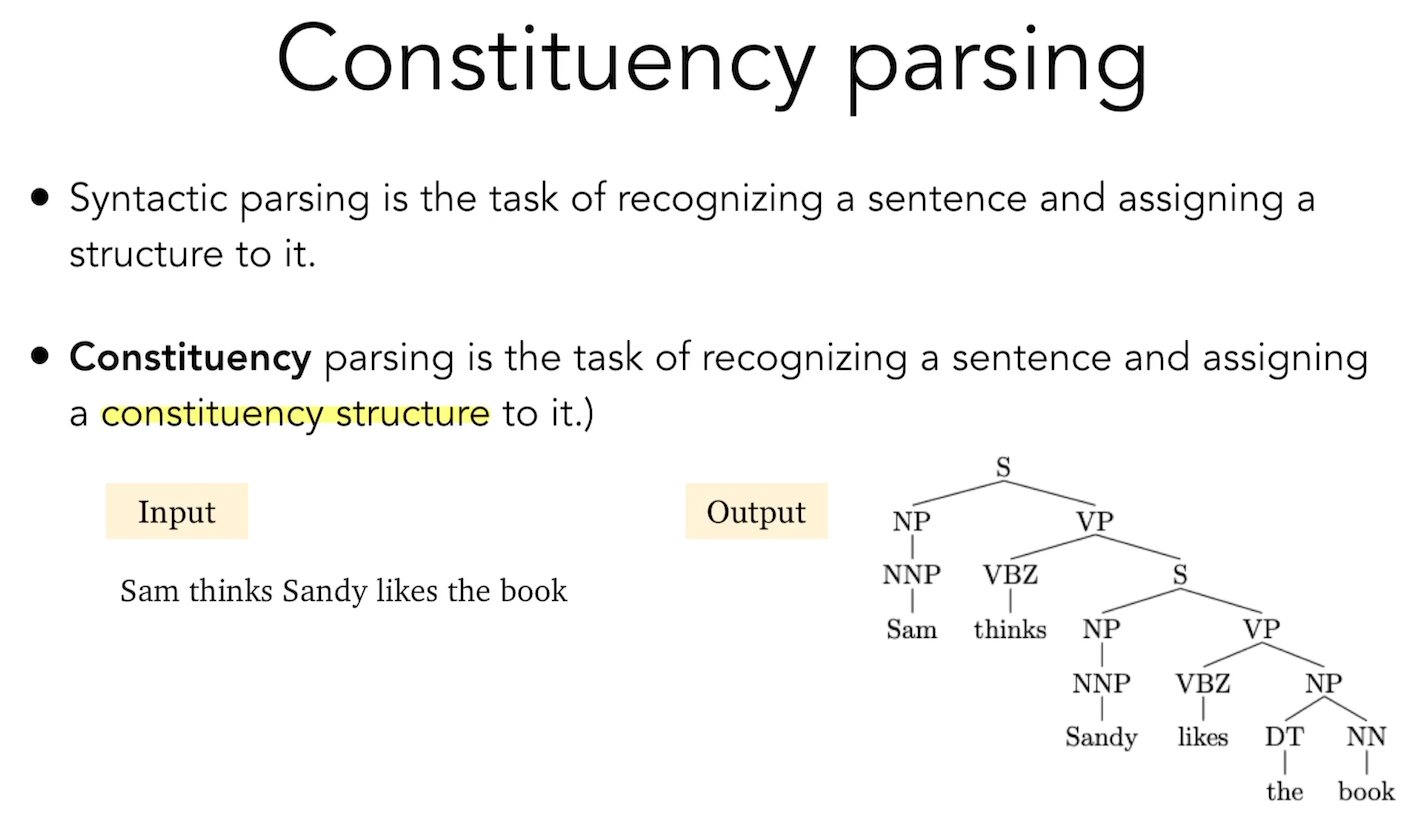 Constituency parsing
• Syntactic parsing is the task of recognizing a sentence and assigning a
structure to it.
• Constituency parsing is the task of recognizing a sentence and assigning
a constituency structure to it.)
Input
Sam thinks Sandy likes the book
Output
S
NP VP
NNP VBZ S
Sam thinks NP VP
NNP VBZ NP
Sandy likes DT NN
the book